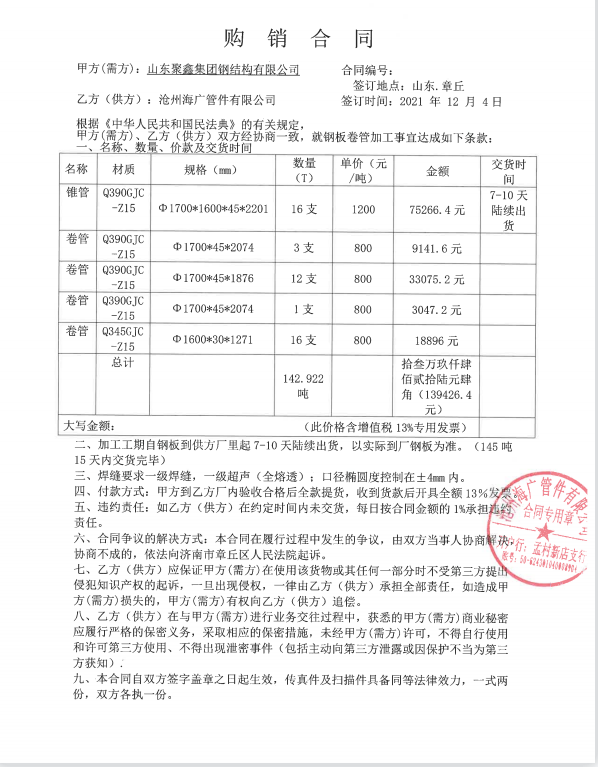 购 销 合 同
甲方(需方): 山东聚鑫集团钢结构有限公司
合同编号;
签订地点: 山东.章丘
乙方（供方）: 沧州海广管件有限公司
签订时间: 2021 年 12 月 4日
根据《中华人民共和国民法典》的有关规定,
甲方(需方)、乙方（供方）双方经协商一致，就钢板卷管加工事宜达成如下条款:
一、名称、数量、价款及交货时间
名称 材质 规格（mm） 数量（T） 单价（元/吨） 金额 交货时间
锥管 Q390GJC-Z15 Φ1700*1600*45*2201 16 支 1200 75266.4 元 7-10 天陆续出货
卷管 Q390GJC-Z15 Φ1700*45*2074 3 支 800 9141.6 元
卷管 Q390GJC-Z15 Φ1700*45*1876 12 支 800 33075.2 元
卷管 Q390GJC-Z15 Φ1700*45*2074 1 支 800 3047.2 元
卷管 Q345GJC-Z15 Φ1600*30*1271 16 支 800 18896 元
总计 142.922吨 拾叁万玖仟肆佰贰拾陆元肆角（139426.4元）
大写金额: （此价格含增值税 13%专用发票）
二、加工工期自钢板到供方厂里起 7-10 天陆续出货，以实际到厂钢板为准。（145 吨
15 天内交货完毕）
三、焊缝要求一级焊缝，一级超声（全熔透）；口径椭圆度控制在±4mm 内。
四、付款方式: 甲方到乙方厂内验收合格后全款提货，收到货款后开具全额 13%发票。
五、违约责任: 如乙方（供方）在约定时间内未交货，每日按合同金额的 1%承担违约
责任。
六、合同争议的解决方式: 本合同在履行过程中发生的争议，由双方当事人协商解决;
协商不成的，依法向济南市章丘区人民法院起诉。
七、乙方（供方）应保证甲方(需方)在使用该货物或其任何一部分时不受第三方提出
侵犯知识产权的起诉，一旦出现侵权，一律由乙方（供方）承担全部责任，如造成甲
方(需方)损失的，甲方(需方)有权向乙方（供方）追偿。
八、乙方（供方）在与甲方(需方)进行业务交往过程中，获悉的甲方(需方)商业秘密
应履行严格的保密义务，采取相应的保密措施，未经甲方(需方)许可，不得自行使用
和许可第三方使用、不得出现泄密事件（包括主动向第三方泄露或因保护不当为第三
方获知）.
九、本合同自双方签字盖章之日起生效，传真件及扫描件具备同等法律效力，一式两
份，双方各执一份。
海广管件有限公
合同专用章
行: 孟村新店支行